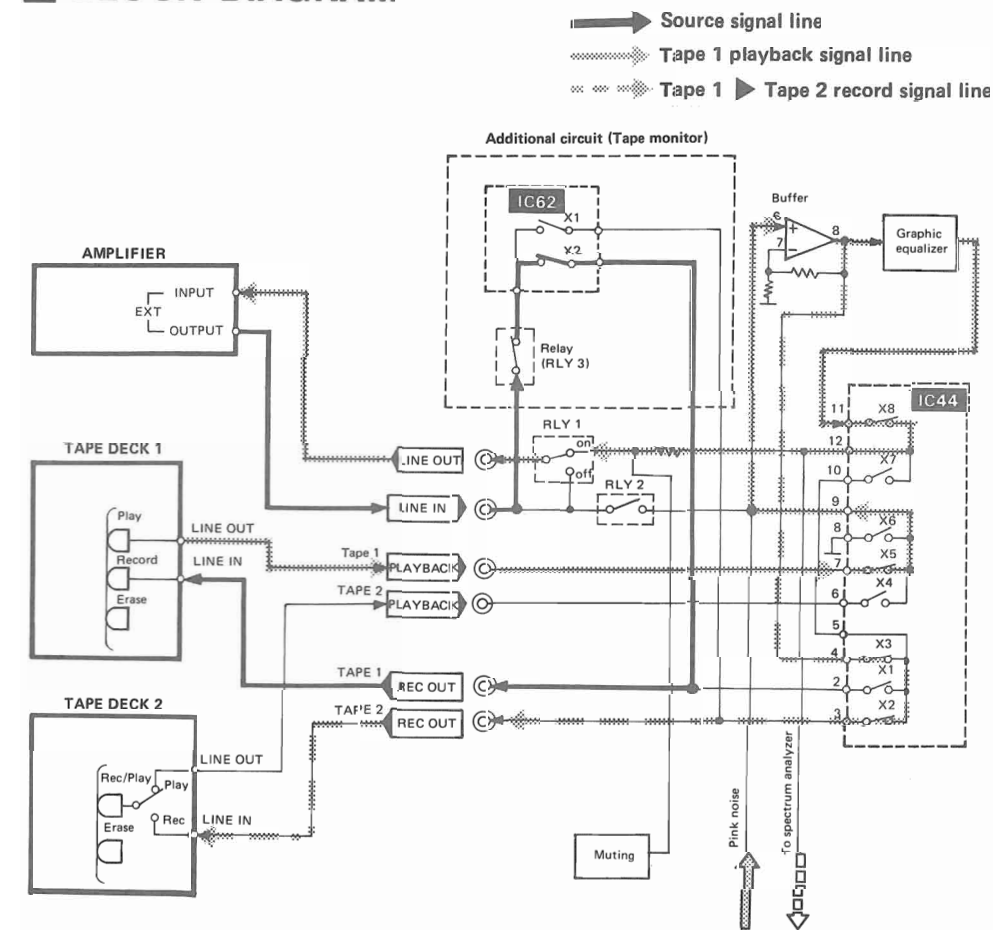 Source signal line
Tape 1 playback signal line
Tape 1 ▶ Tape 2 record signal line
Additional circuit (Tape monitor)
IC62
X1
X2
Buffer
6
+
7
−
8
Graphic
equalizer
AMPLIFIER
INPUT
EXT
OUTPUT
Relay
(RLY 3)
IC44
11
X8
12
X7
10
9
X6
8
X5
7
X4
6
5
X3
4
X1
2
X2
3
RLY 1
on
off
RLY 2
LINE OUT
LINE IN
TAPE DECK 1
Play
LINE OUT
Record
LINE IN
Erase
Tape 1
PLAYBACK
TAPE 2
PLAYBACK
TAPE 1
REC OUT
TAPE 2
REC OUT
TAPE DECK 2
LINE OUT
Rec/Play
Play
Rec
LINE IN
Erase
Muting
Pink noise
To spectrum analyzer